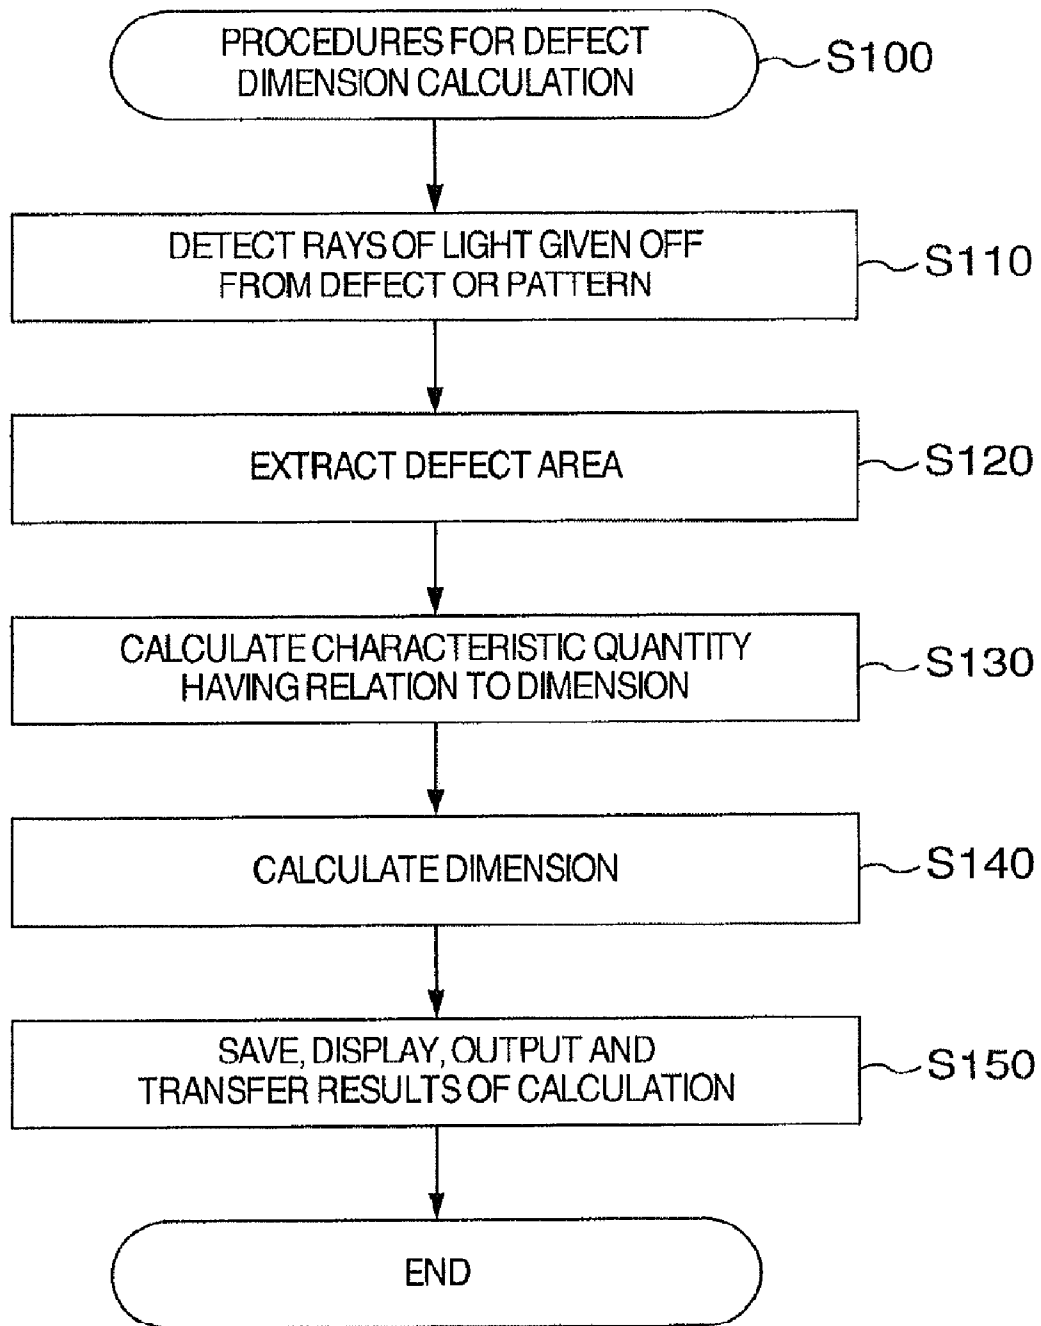 PROCEDURES FOR DEFECT
DIMENSION CALCULATION
S100
DETECT RAYS OF LIGHT GIVEN OFF
FROM DEFECT OR PATTERN
S110
EXTRACT DEFECT AREA
S120
CALCULATE CHARACTERISTIC QUANTITY
HAVING RELATION TO DIMENSION
S130
CALCULATE DIMENSION
S140
SAVE, DISPLAY, OUTPUT AND
TRANSFER RESULTS OF CALCULATION
S150
END